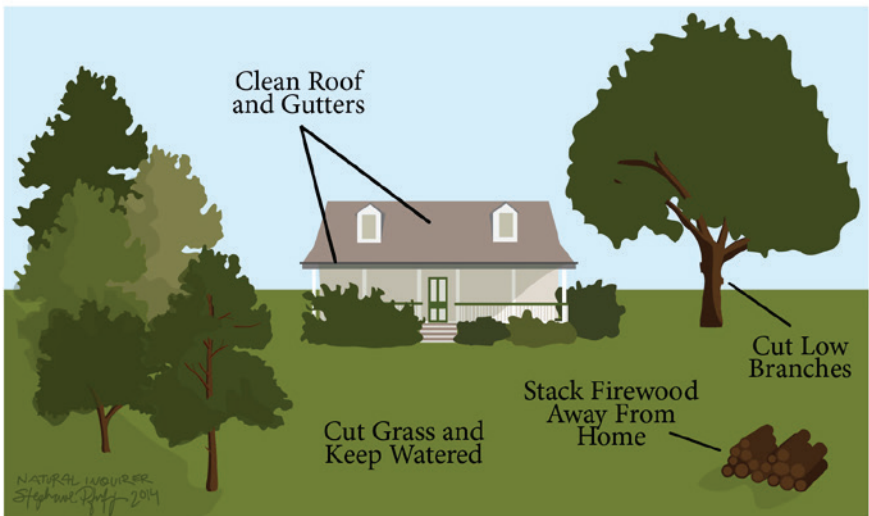 Clean Roof
and Gutters
Cut Low
Branches
Stack Firewood
Away From
Home
Cut Grass and
Keep Watered
NATURAL INQUIRER
2014